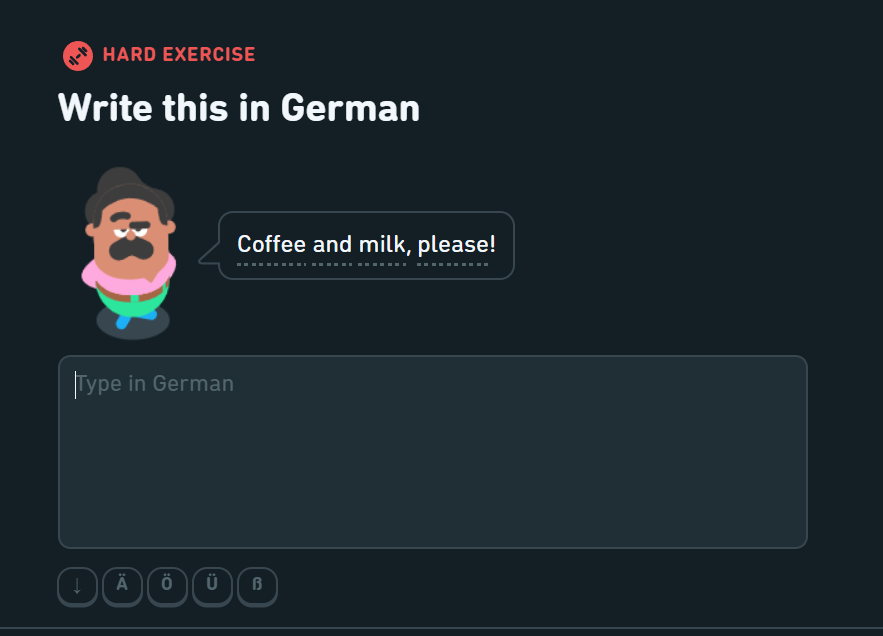 HARD EXERCISE
Write this in German
Coffee and milk, please!
Type in German
↓ Ä Ö Ü ß